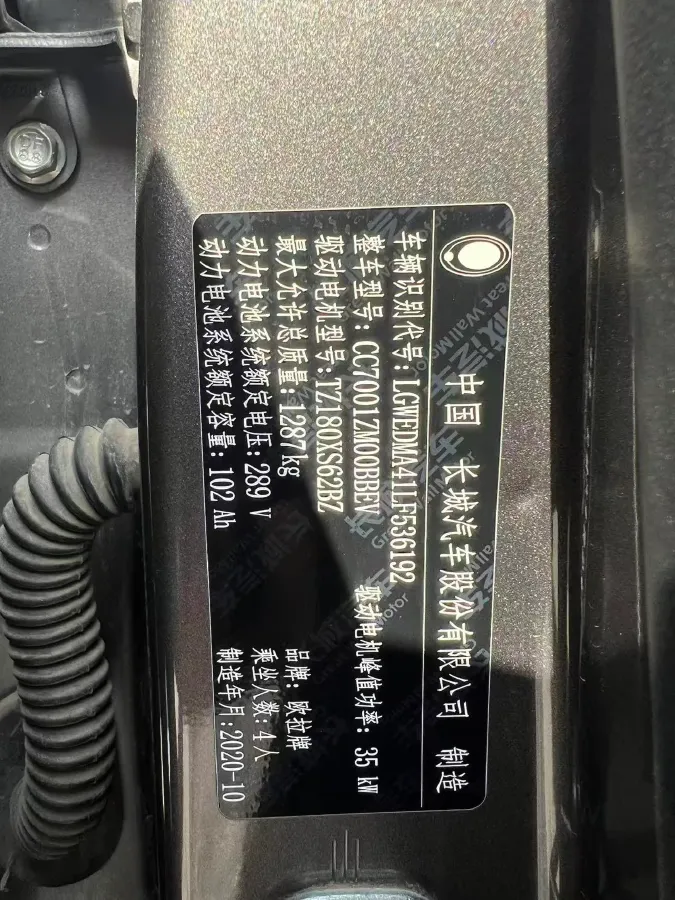 中国 长城汽车股份有限公司 制造
车辆识别代号:LGWEDMA41LF536192
整车型号:CC7001ZM00BBEV 驱动电机峰值功率:35 kW
驱动电机型号:TZ180XS62BZ
最大允许总质量:1287kg 品牌:欧拉牌
动力电池系统额定电压:289 V 乘坐人数:4人
动力电池系统额定容量:102 Ah 制造年月:2020-10